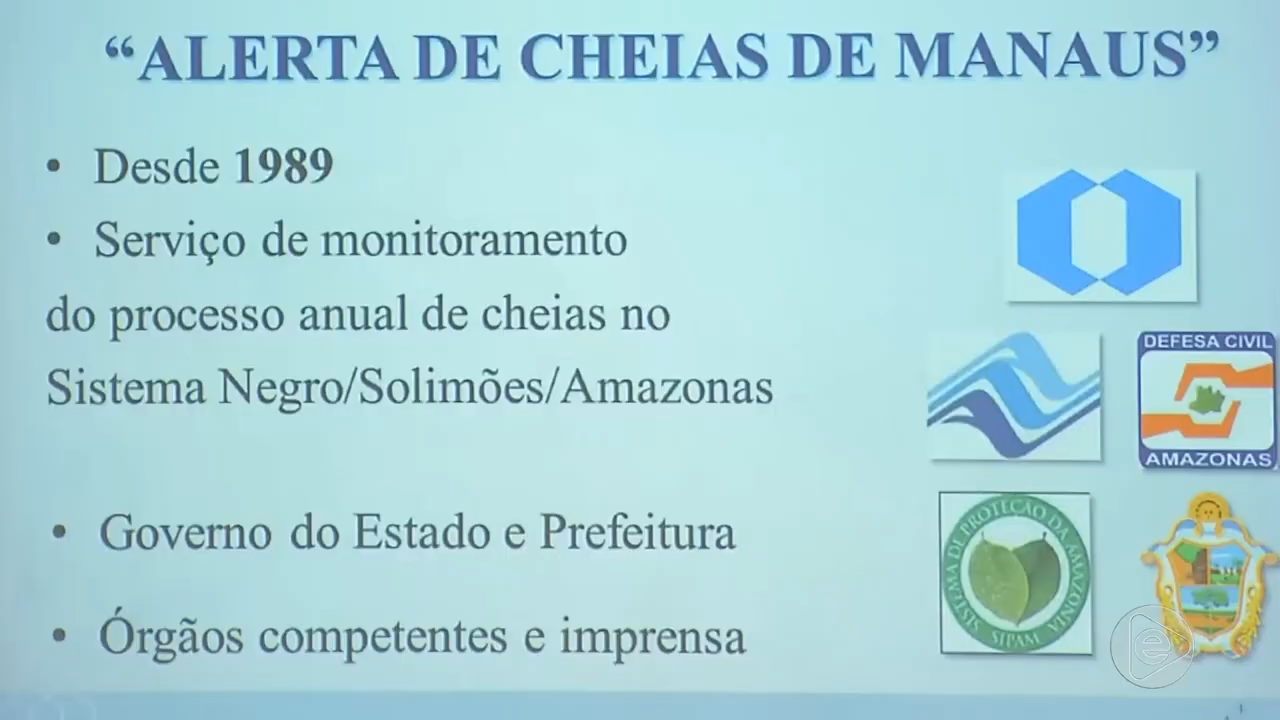 “ALERTA DE CHEIAS DE MANAUS”
• Desde 1989
• Serviço de monitoramento
do processo anual de cheias no
Sistema Negro/Solimões/Amazonas
DEFESA CIVIL
AMAZONAS
• Governo do Estado e Prefeitura
• Órgãos competentes e imprensa
SISTEMA DE PROTEÇÃO DA AMAZONIA
SIPAM
e